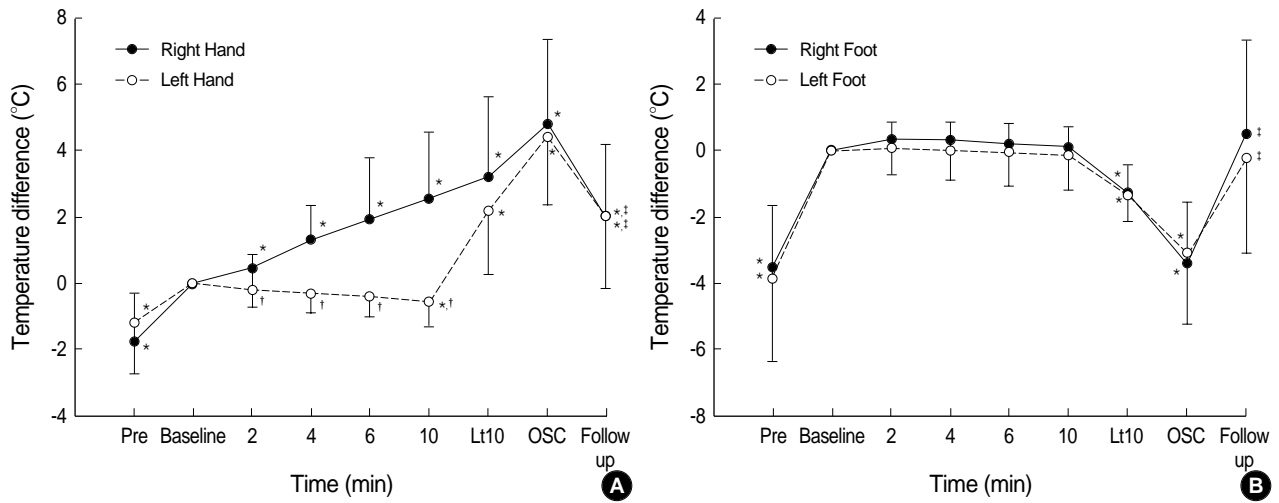 8
6
4
2
0
-2
-4
Temperature difference (°C)
Right Hand
Left Hand
*
*
*
†
*
†
*
†
*
*,†
*
*
*
*
*,‡
*,‡
Pre Baseline 2 4 6 10 Lt10 OSC Follow
up
Time (min)
A
4
2
0
-2
-4
-6
-8
Temperature difference (°C)
Right Foot
Left Foot
*
*
*
*
*
*
‡
‡
Pre Baseline 2 4 6 10 Lt10 OSC Follow
up
Time (min)
B